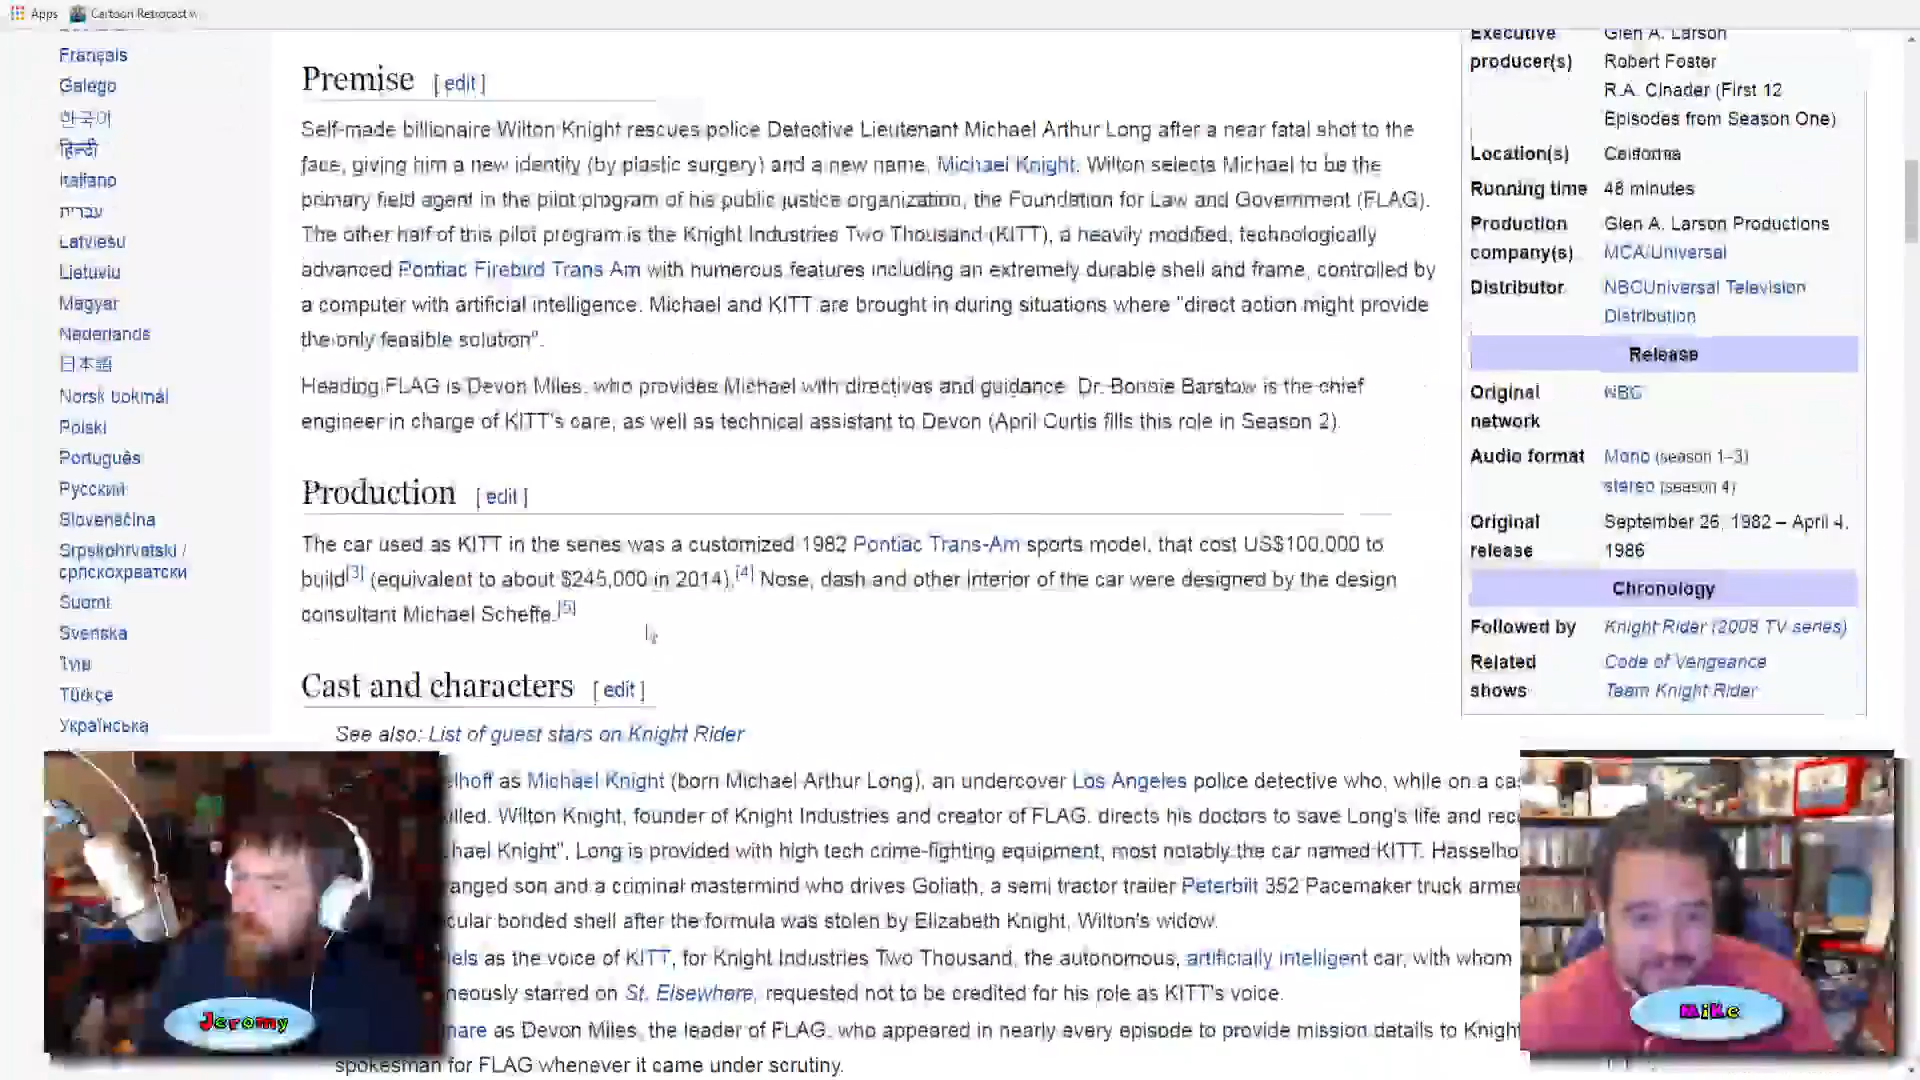 Apps Cartoon Retrocast w
Français
Galego
한국어
हिन्दी
Italiano
עברית
Latviešu
Lietuvių
Magyar
Nederlands
日本語
Norsk bokmål
Polski
Português
Русский
Slovenščina
Srpskohrvatski /
српскохрватски
Suomi
Svenska
ไทย
Türkçe
Українська
Premise [ edit ]
Self-made billionaire Wilton Knight rescues police Detective Lieutenant Michael Arthur Long after a near fatal shot to the
face, giving him a new identity (by plastic surgery) and a new name, Michael Knight. Wilton selects Michael to be the
primary field agent in the pilot program of his public justice organization, the Foundation for Law and Government (FLAG).
The other half of this pilot program is the Knight Industries Two Thousand (KITT), a heavily modified, technologically
advanced Pontiac Firebird Trans Am with numerous features including an extremely durable shell and frame, controlled by
a computer with artificial intelligence. Michael and KITT are brought in during situations where "direct action might provide
the only feasible solution".
Heading FLAG is Devon Miles, who provides Michael with directives and guidance. Dr. Bonnie Barstow is the chief
engineer in charge of KITT's care, as well as technical assistant to Devon (April Curtis fills this role in Season 2).
Production [ edit ]
The car used as KITT in the series was a customized 1982 Pontiac Trans-Am sports model, that cost US$100,000 to
build[3] (equivalent to about $245,000 in 2014).[4] Nose, dash and other interior of the car were designed by the design
consultant Michael Scheffe.[5]
Cast and characters [ edit ]
See also: List of guest stars on Knight Rider
elhoff as Michael Knight (born Michael Arthur Long), an undercover Los Angeles police detective who, while on a ca
lled. Wilton Knight, founder of Knight Industries and creator of FLAG, directs his doctors to save Long's life and rec
hael Knight", Long is provided with high tech crime-fighting equipment, most notably the car named KITT. Hasselho
anged son and a criminal mastermind who drives Goliath, a semi tractor trailer Peterbilt 352 Pacemaker truck arme
cular bonded shell after the formula was stolen by Elizabeth Knight, Wilton's widow.
iels as the voice of KITT, for Knight Industries Two Thousand, the autonomous, artificially intelligent car, with whom
neously starred on St. Elsewhere, requested not to be credited for his role as KITT's voice.
nare as Devon Miles, the leader of FLAG, who appeared in nearly every episode to provide mission details to Knight
spokesman for FLAG whenever it came under scrutiny.
Executive Glen A. Larson
producer(s) Robert Foster
R.A. Cinader (First 12
Episodes from Season One)
Location(s) California
Running time 48 minutes
Production Glen A. Larson Productions
company(s) MCA/Universal
Distributor NBCUniversal Television
Distribution
Release
Original NBC
network
Audio format Mono (season 1–3)
stereo (season 4)
Original September 26, 1982 – April 4,
release 1986
Chronology
Followed by Knight Rider (2008 TV series)
Related Code of Vengeance
shows Team Knight Rider
Jeromy
Mike